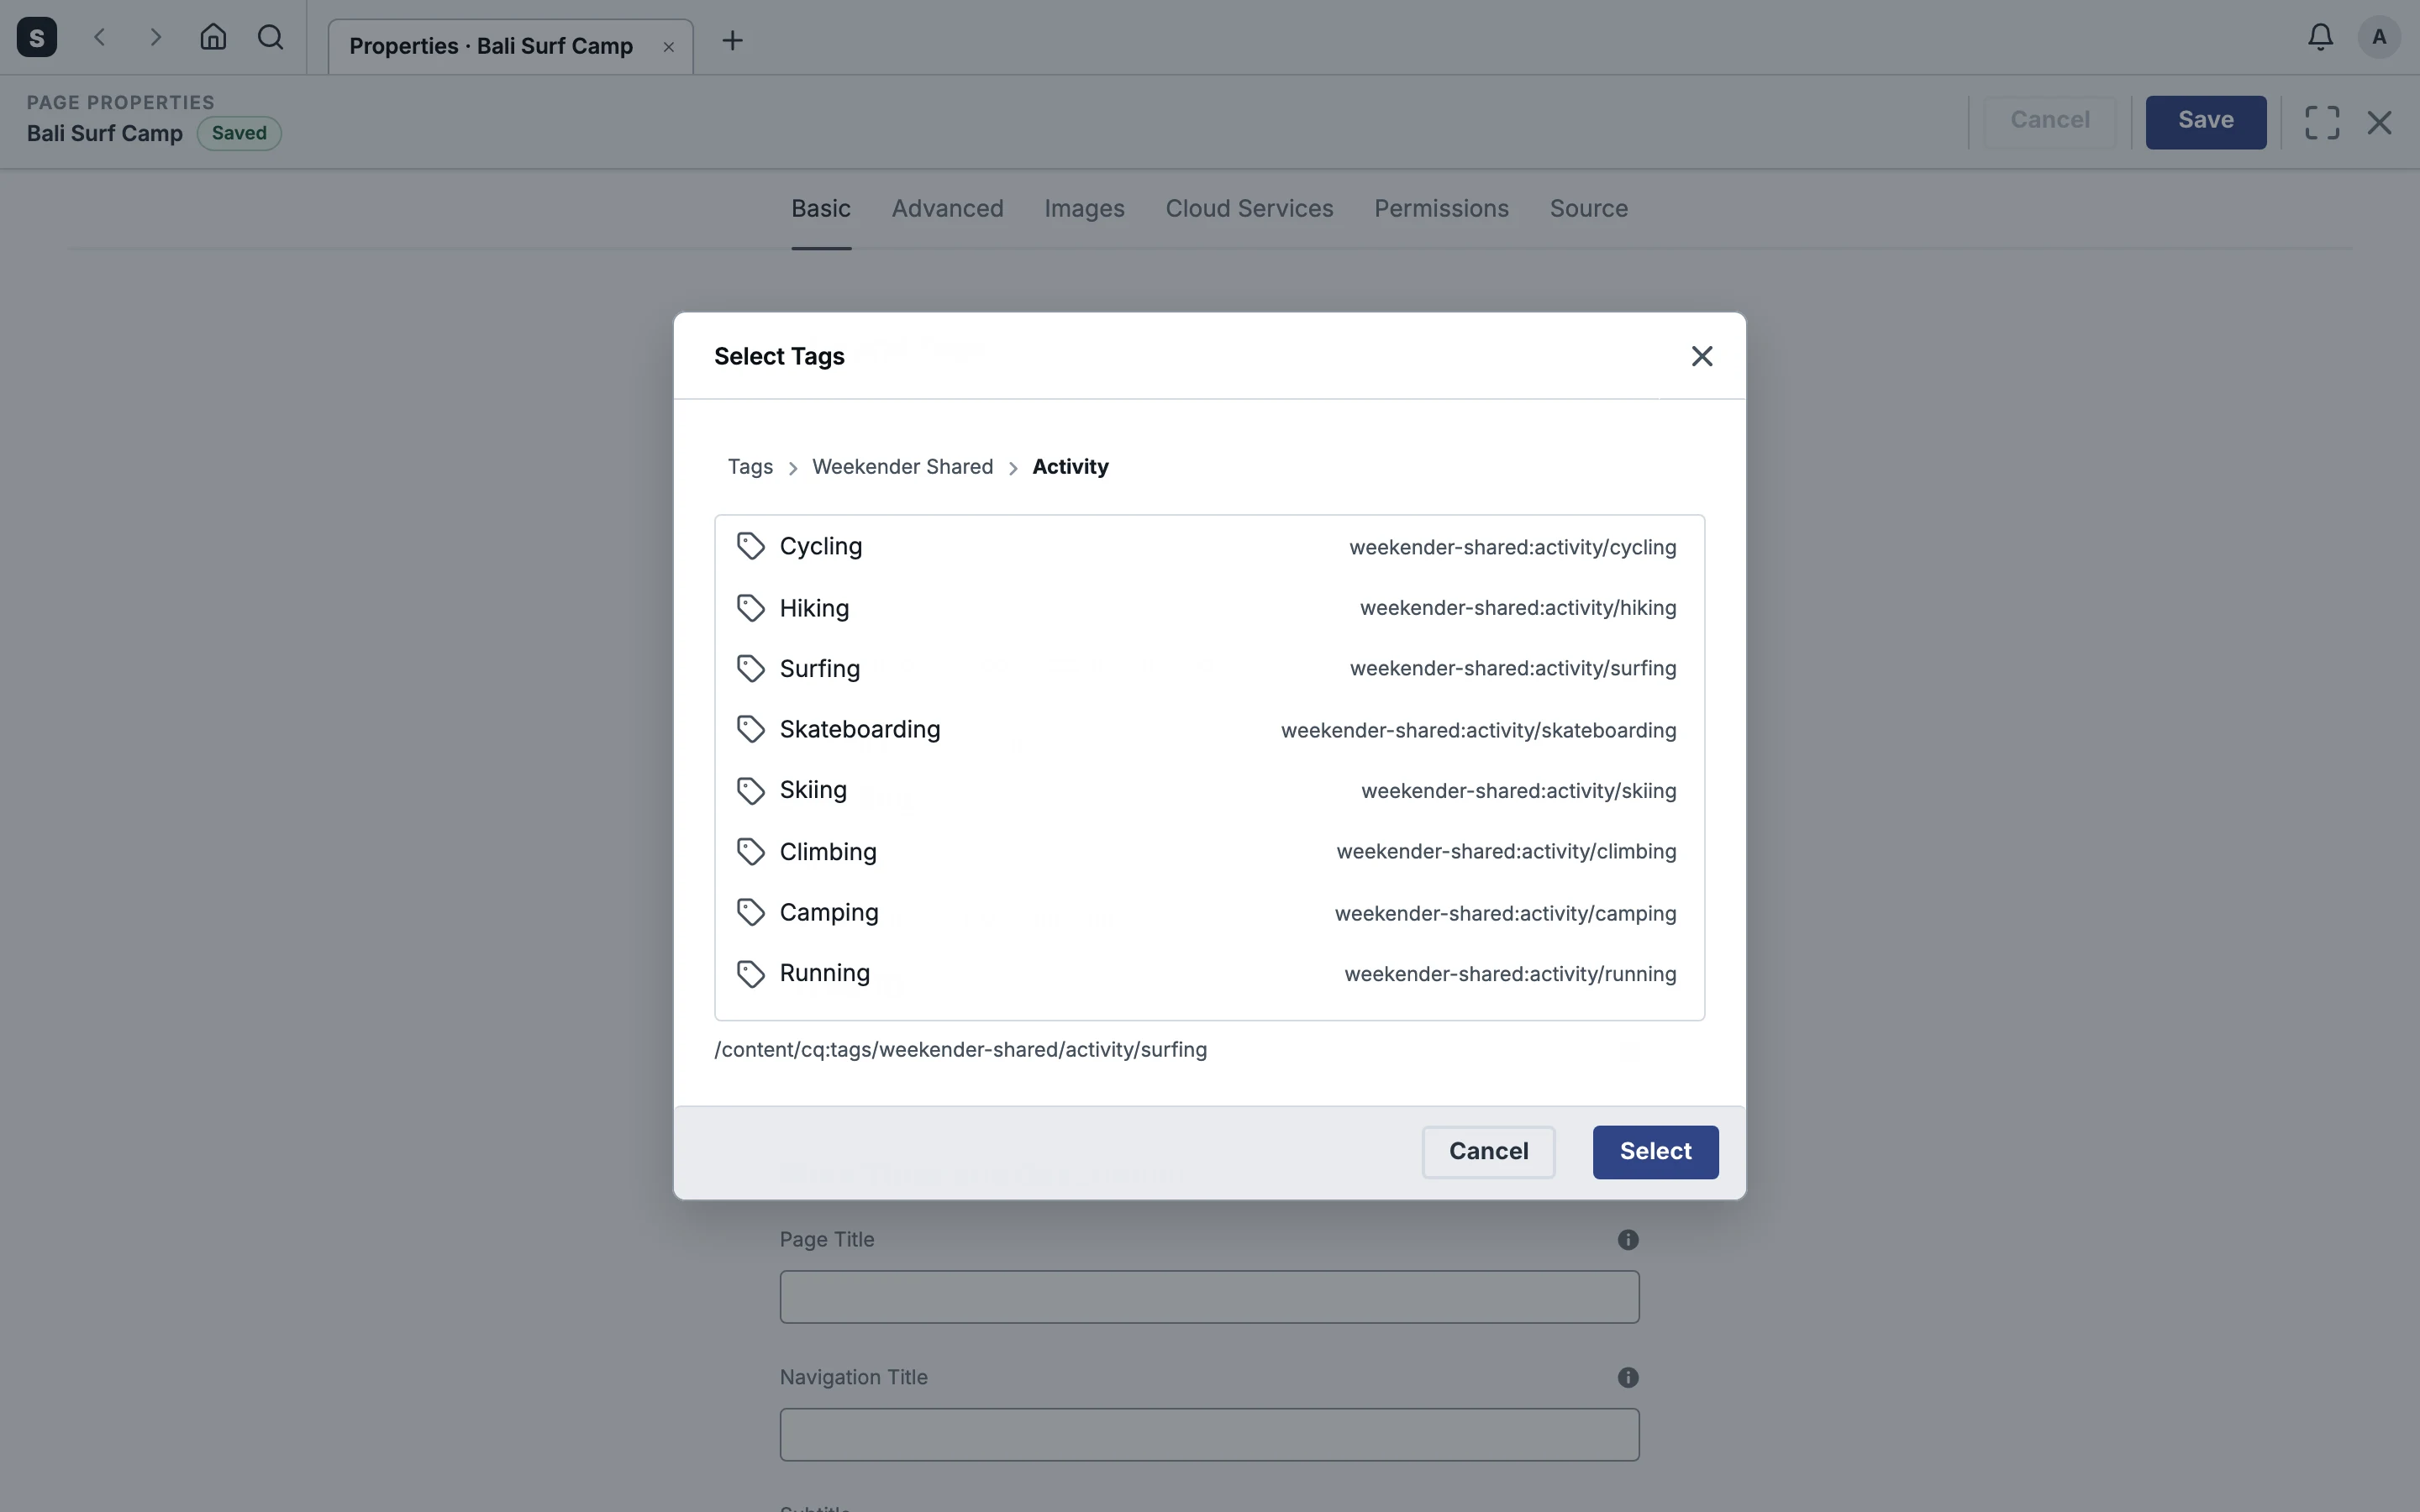 S
Properties · Bali Surf Camp
A
PAGE PROPERTIES
Bali Surf Camp
Saved
Cancel
Save
Basic
Advanced
Images
Cloud Services
Permissions
Source
Select Tags
Tags > Weekender Shared > Activity
Cycling weekender-shared:activity/cycling
Hiking weekender-shared:activity/hiking
Surfing weekender-shared:activity/surfing
Skateboarding weekender-shared:activity/skateboarding
Skiing weekender-shared:activity/skiing
Climbing weekender-shared:activity/climbing
Camping weekender-shared:activity/camping
Running weekender-shared:activity/running
/content/cq:tags/weekender-shared/activity/surfing
Cancel
Select
Page Title
Navigation Title